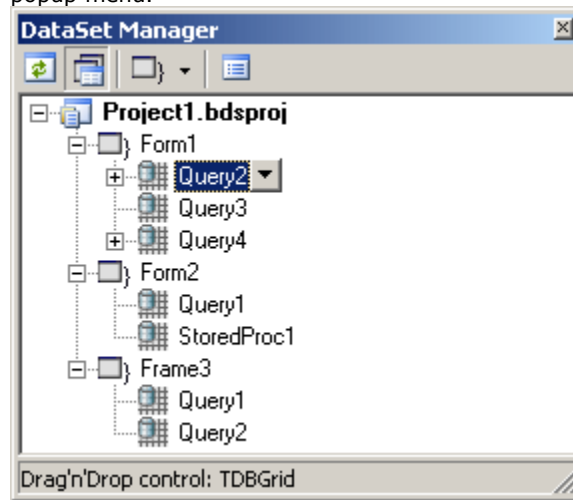 popup menu.
DataSet Manager
Project1.bdsproj
Form1
Query2
Query3
Query4
Form2
Query1
StoredProc1
Frame3
Query1
Query2
Drag'n'Drop control: TDBGrid